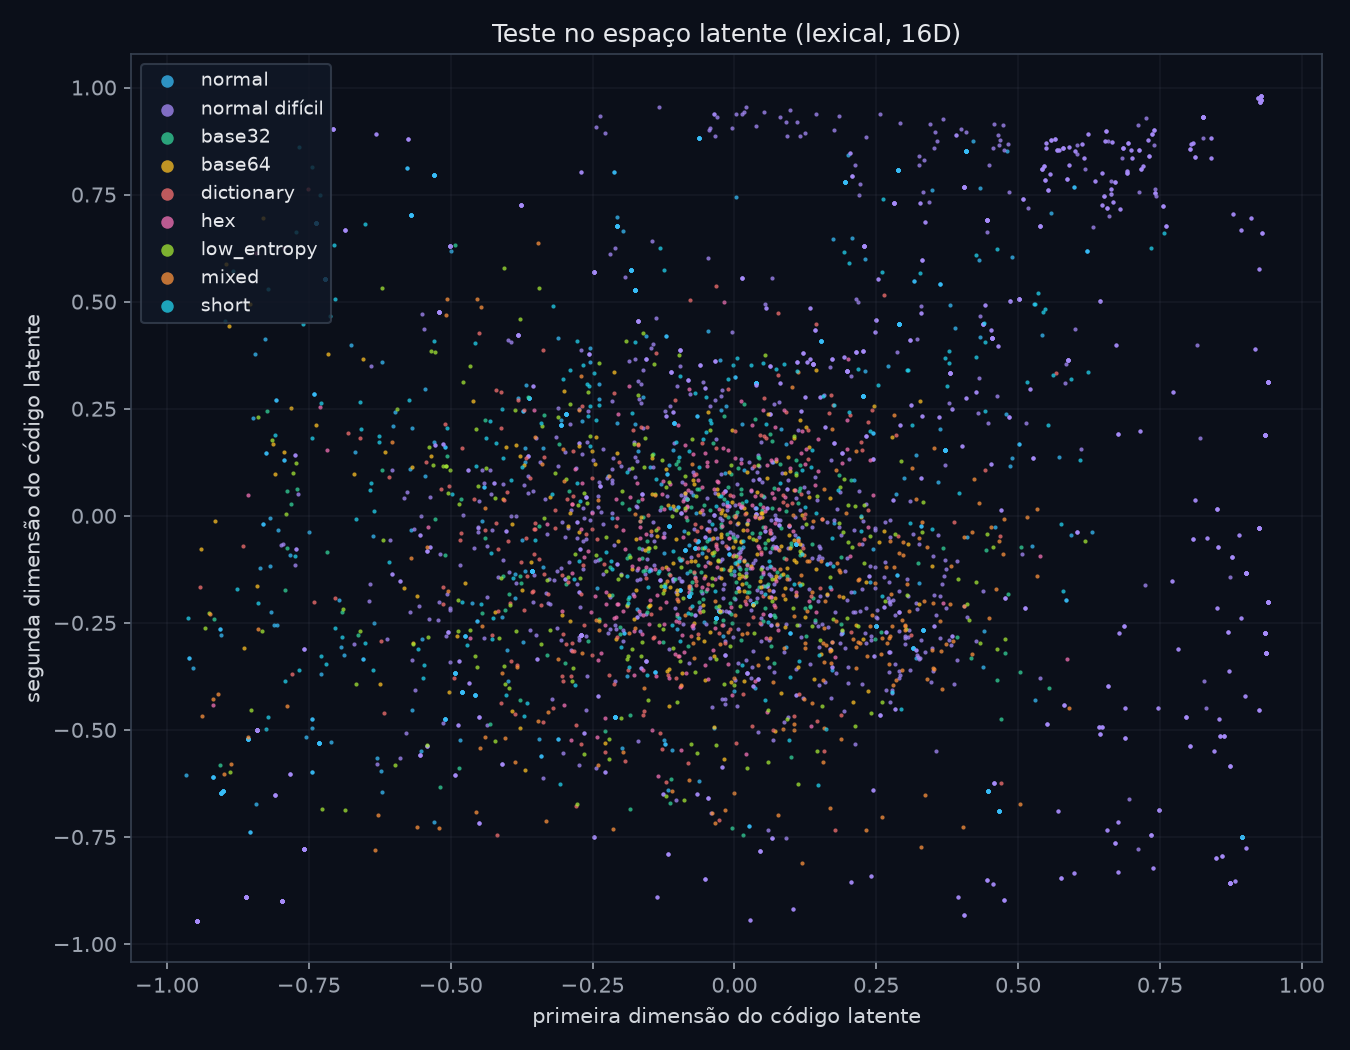 Teste no espaço latente (lexical, 16D)
normal
normal difícil
base32
base64
dictionary
hex
low_entropy
mixed
short
1.00
0.75
0.50
0.25
0.00
−0.25
−0.50
−0.75
−1.00
segunda dimensão do código latente
−1.00 −0.75 −0.50 −0.25 0.00 0.25 0.50 0.75 1.00
primeira dimensão do código latente